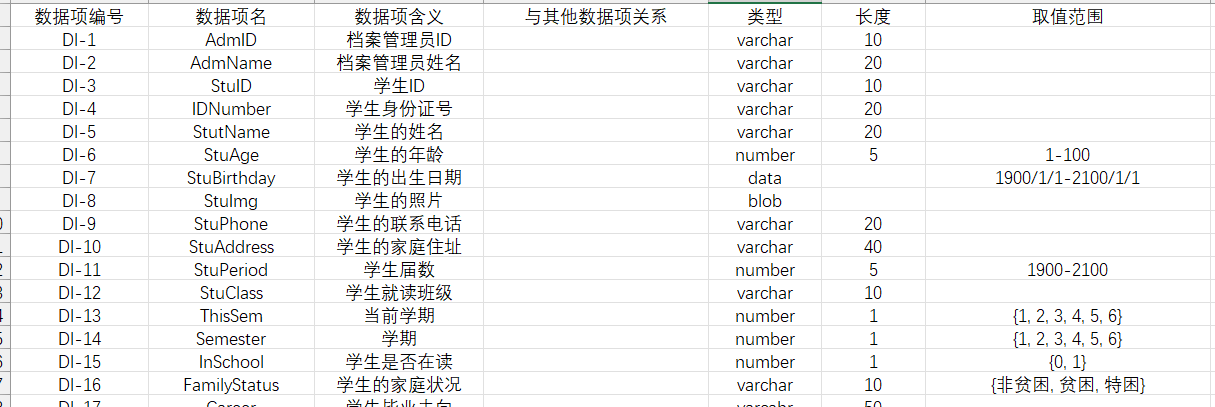 数据项编号 数据项名 数据项含义 与其他数据项关系 类型 长度 取值范围
DI-1 AdmID 档案管理员ID varchar 10
DI-2 AdmName 档案管理员姓名 varchar 20
DI-3 StuID 学生ID varchar 10
DI-4 IDNumber 学生身份证号 varchar 20
DI-5 StutName 学生的姓名 varchar 20
DI-6 StuAge 学生的年龄 number 5 1-100
DI-7 StuBirthday 学生的出生日期 data 1900/1/1-2100/1/1
DI-8 StuImg 学生的照片 blob
DI-9 StuPhone 学生的联系电话 varchar 20
DI-10 StuAddress 学生的家庭住址 varchar 40
DI-11 StuPeriod 学生届数 number 5 1900-2100
DI-12 StuClass 学生就读班级 varchar 10
DI-13 ThisSem 当前学期 number 1 {1, 2, 3, 4, 5, 6}
DI-14 Semester 学期 number 1 {1, 2, 3, 4, 5, 6}
DI-15 InSchool 学生是否在读 number 1 {0, 1}
DI-16 FamilyStatus 学生的家庭状况 varchar 10 {非贫困, 贫困, 特困}
DI-17 Career 学生毕业去向 50